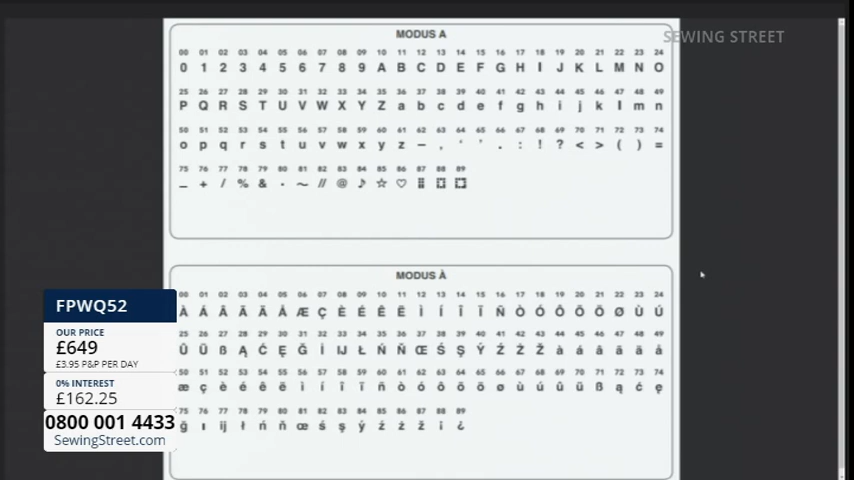 SEWING STREET
MODUS A
00 01 02 03 04 05 06 07 08 09 10 11 12 13 14 15 16 17 18 19 20 21 22 23 24
0 1 2 3 4 5 6 7 8 9 A B C D E F G H I J K L M N O
25 26 27 28 29 30 31 32 33 34 35 36 37 38 39 40 41 42 43 44 45 46 47 48 49
P Q R S T U V W X Y Z a b c d e f g h i j k l m n
50 51 52 53 54 55 56 57 58 59 60 61 62 63 64 65 66 67 68 69 70 71 72 73 74
o p q r s t u v w x y z – , ‘ ’ . : ! ? < > ( ) =
75 76 77 78 79 80 81 82 83 84 85 86 87 88 89
_ + / % & · ~ // @ ♪ ☆ ♡
MODUS À
00 01 02 03 04 05 06 07 08 09 10 11 12 13 14 15 16 17 18 19 20 21 22 23 24
À Á Â Ã Ä Å Æ Ç È É Ê Ë Ì Í Î Ï Ñ Ò Ó Ô Õ Ö Ø Ù Ú
25 26 27 28 29 30 31 32 33 34 35 36 37 38 39 40 41 42 43 44 45 46 47 48 49
Û Ü ß Ą Ć Ę Ğ İ IJ Ł Ń Ň Œ Ś Ş Ý Ź Ž Ż à á â ã ä å
50 51 52 53 54 55 56 57 58 59 60 61 62 63 64 65 66 67 68 69 70 71 72 73 74
æ ç è é ê ë ì í î ï ñ ò ó ô õ ö ø ù ú û ü ß ą ć ę
75 76 77 78 79 80 81 82 83 84 85 86 87 88 89
ğ ı ij ł ń ň œ ś ş ý ź ž ż ¡ ¿
FPWQ52
OUR PRICE
£649
£3.95 P&P PER DAY
0% INTEREST
£162.25
0800 001 4433
SewingStreet.com